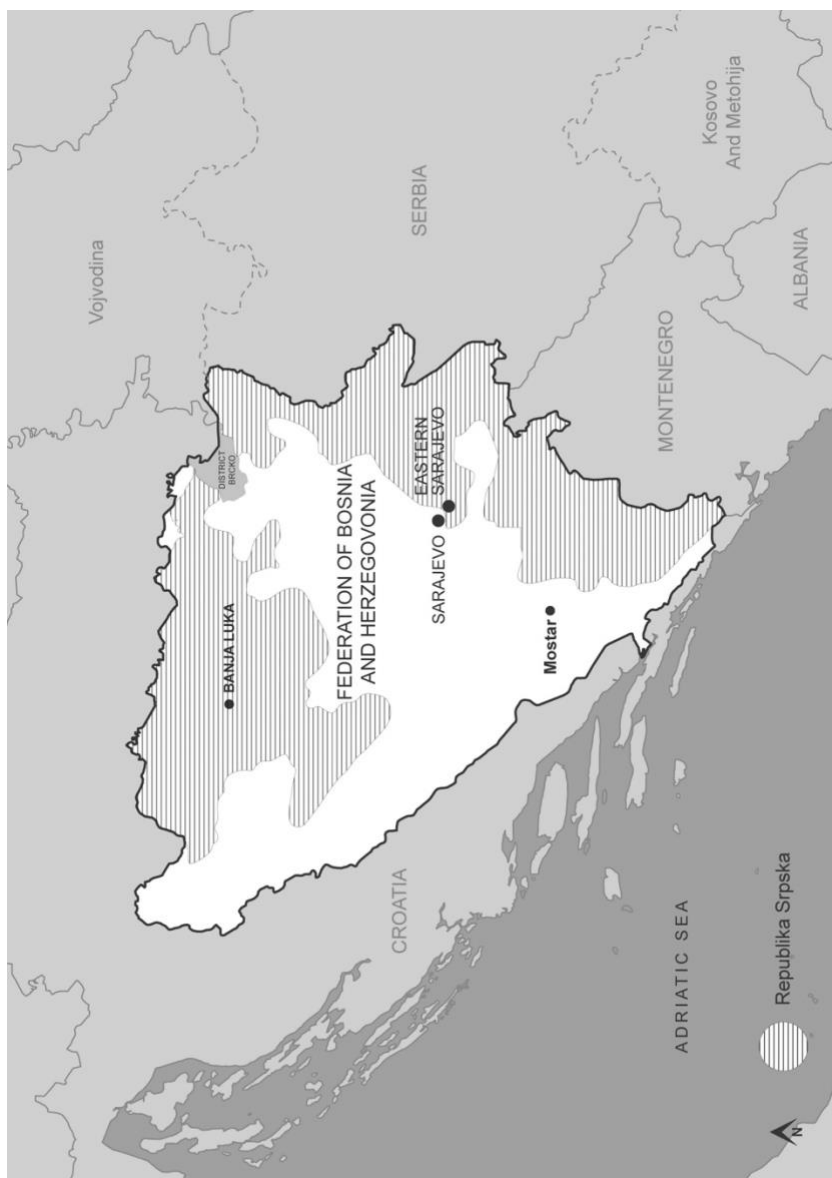 Vojvodina
SERBIA
Kosovo
And Metohija
DISTRICT
BRCKO
BANJA LUKA
FEDERATION OF BOSNIA
AND HERZEGOVONIA
EASTERN
SARAJEVO
SARAJEVO
MONTENEGRO
ALBANIA
Mostar
CROATIA
ADRIATIC SEA
Republika Srpska
N